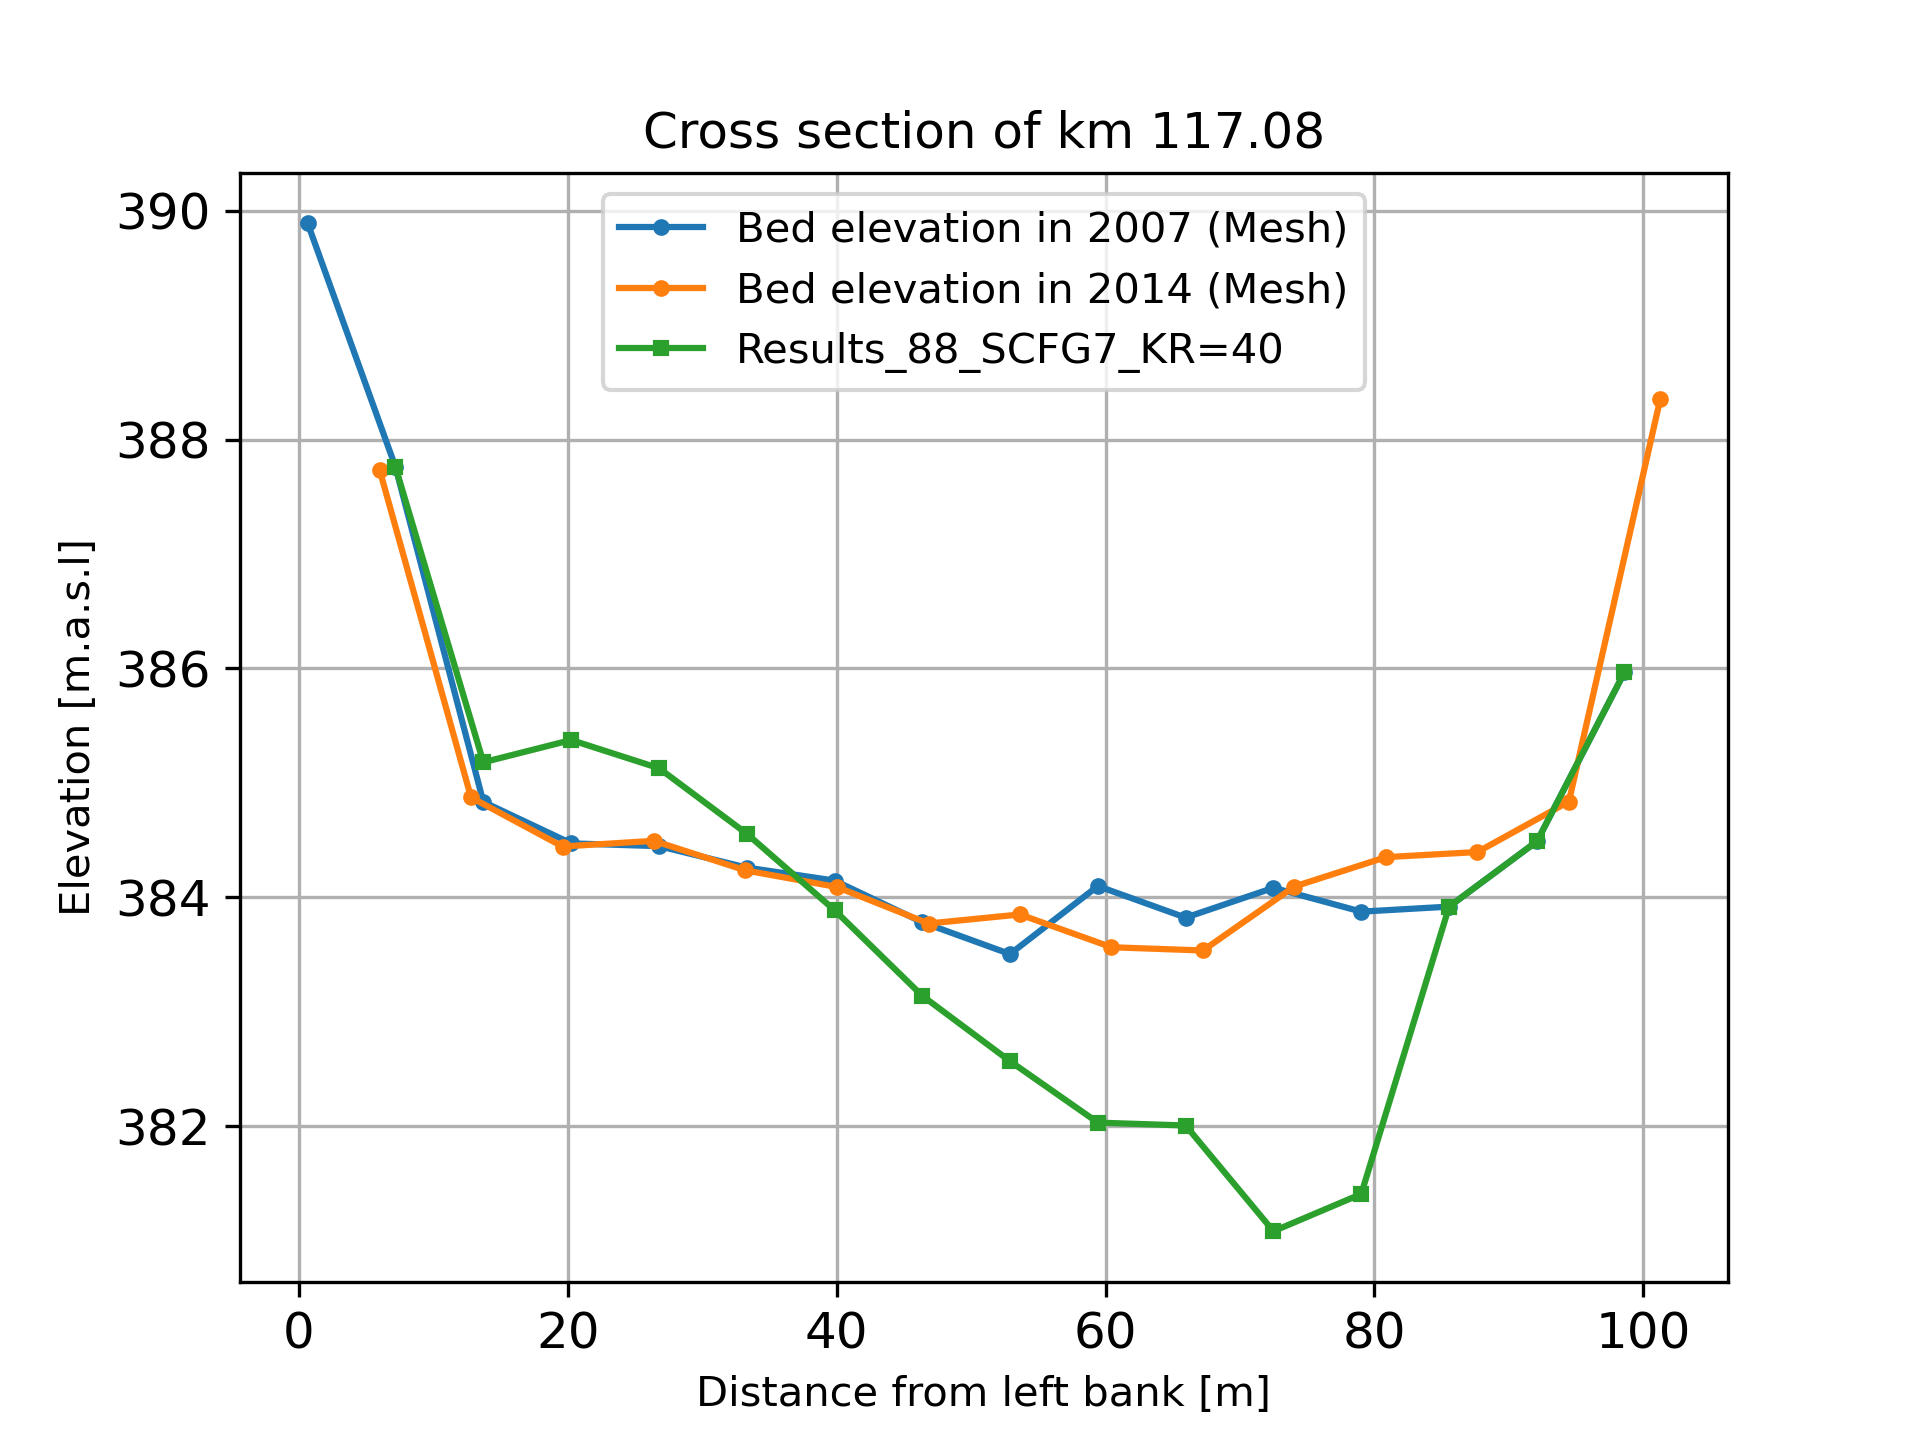 Cross section of km 117.08
Bed elevation in 2007 (Mesh)
Bed elevation in 2014 (Mesh)
Results_88_SCFG7_KR=40
390
388
386
384
382
Elevation [m.a.s.l]
0 20 40 60 80 100
Distance from left bank [m]